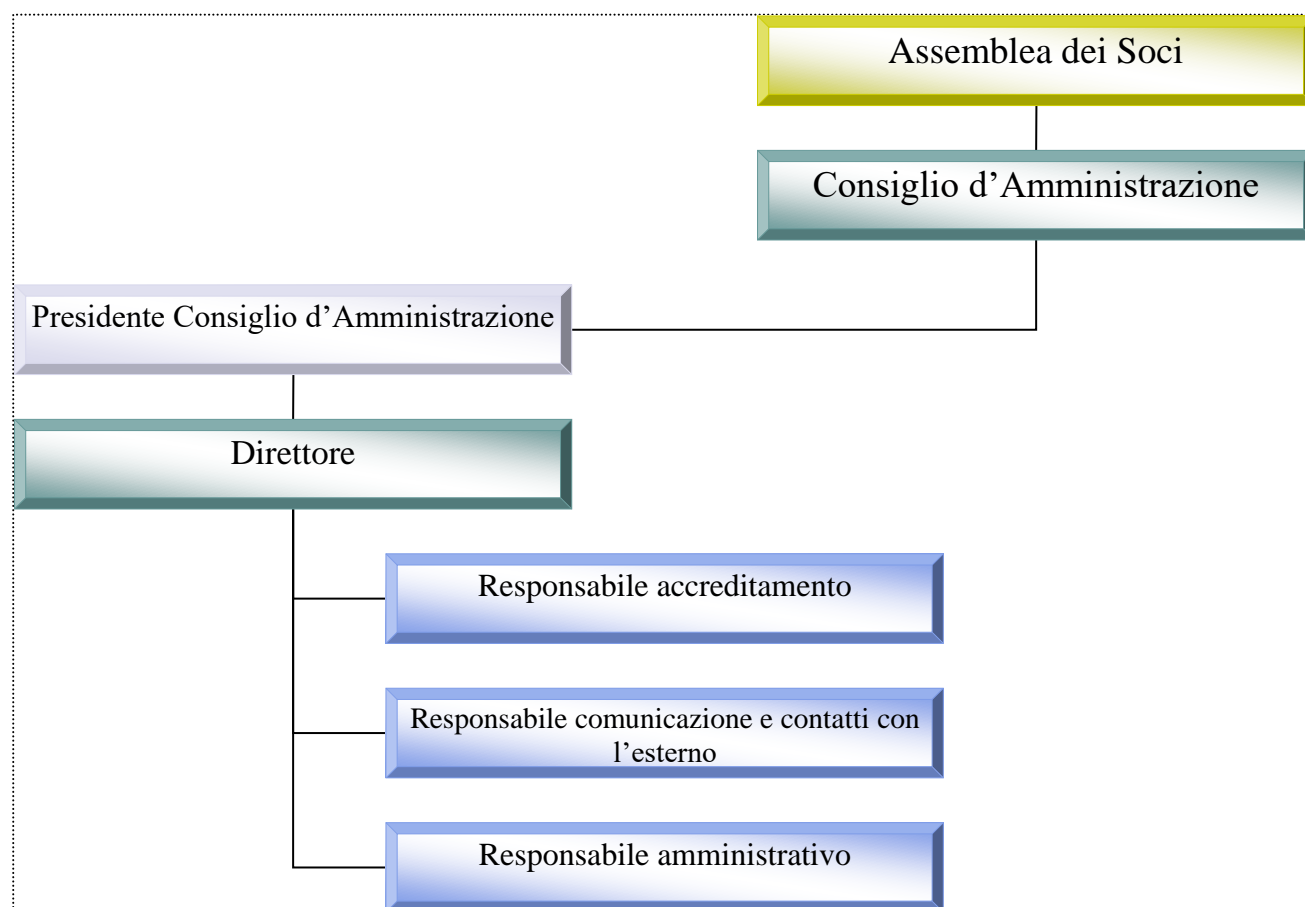 Assemblea dei Soci
Consiglio d’Amministrazione
Presidente Consiglio d’Amministrazione
Direttore
Responsabile accreditamento
Responsabile comunicazione e contatti con
l’esterno
Responsabile amministrativo